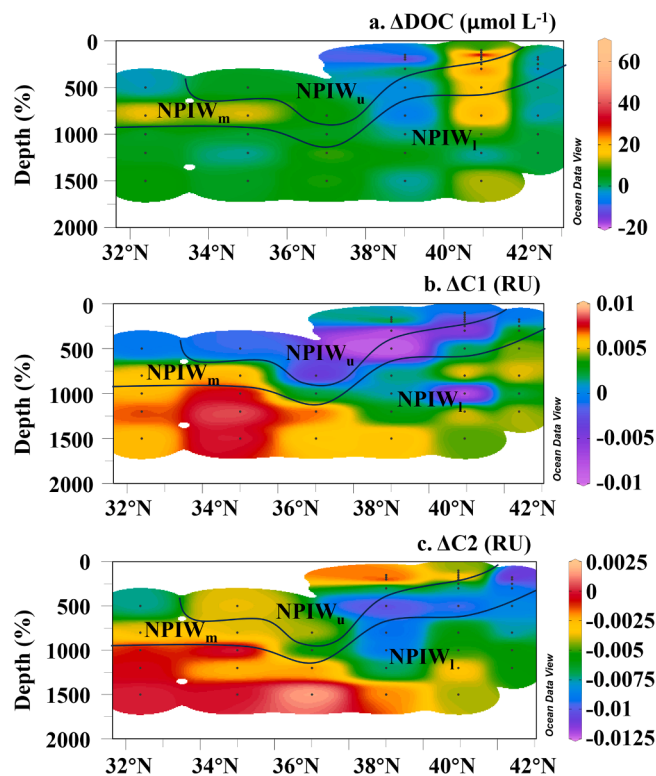 a. ΔDOC (μmol L⁻¹)
0
500
1000
1500
2000
Depth (%)
NPIWu
NPIWm
NPIWl
32°N 34°N 36°N 38°N 40°N 42°N
Ocean Data View
60
40
20
0
-20
b. ΔC1 (RU)
0
500
1000
1500
2000
Depth (%)
NPIWu
NPIWm
NPIWl
32°N 34°N 36°N 38°N 40°N 42°N
Ocean Data View
0.01
0.005
0
-0.005
-0.01
c. ΔC2 (RU)
0
500
1000
1500
2000
Depth (%)
NPIWu
NPIWm
NPIWl
32°N 34°N 36°N 38°N 40°N 42°N
Ocean Data View
0.0025
0
-0.0025
-0.005
-0.0075
-0.01
-0.0125